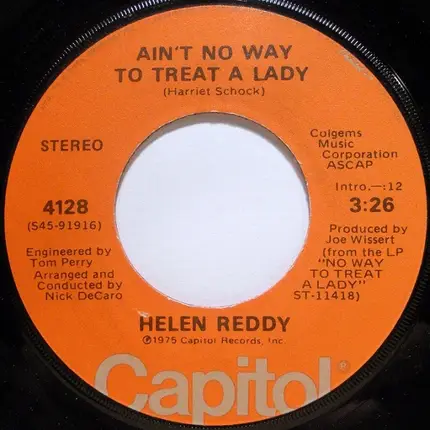 AIN'T NO WAY
TO TREAT A LADY
(Harriet Schock)
STEREO
4128
(S45-91916)
Engineered by
Tom Perry
Arranged and
Conducted by
Nick DeCaro
Colgems
Music
Corporation
ASCAP
Intro.—:12
3:26
Produced by
Joe Wissert
(from the LP
"NO WAY
TO TREAT
A LADY"
ST-11418)
HELEN REDDY
℗1975 Capitol Records, Inc.
Capitol®